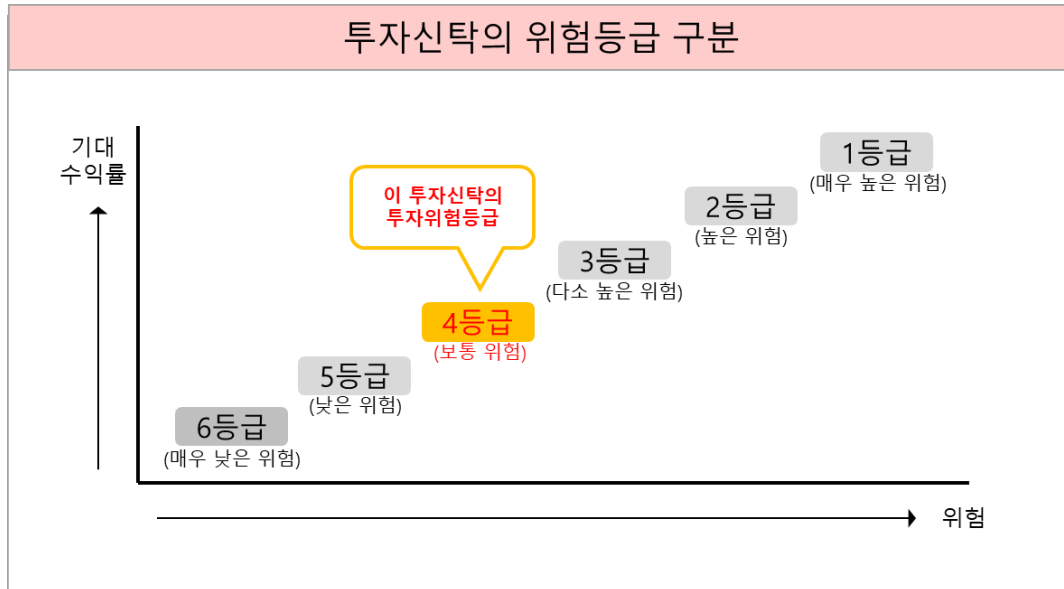 투자신탁의 위험등급 구분
기대
수익률
이 투자신탁의
투자위험등급
1등급
(매우 높은 위험)
2등급
(높은 위험)
3등급
(다소 높은 위험)
4등급
(보통 위험)
5등급
(낮은 위험)
6등급
(매우 낮은 위험)
위험